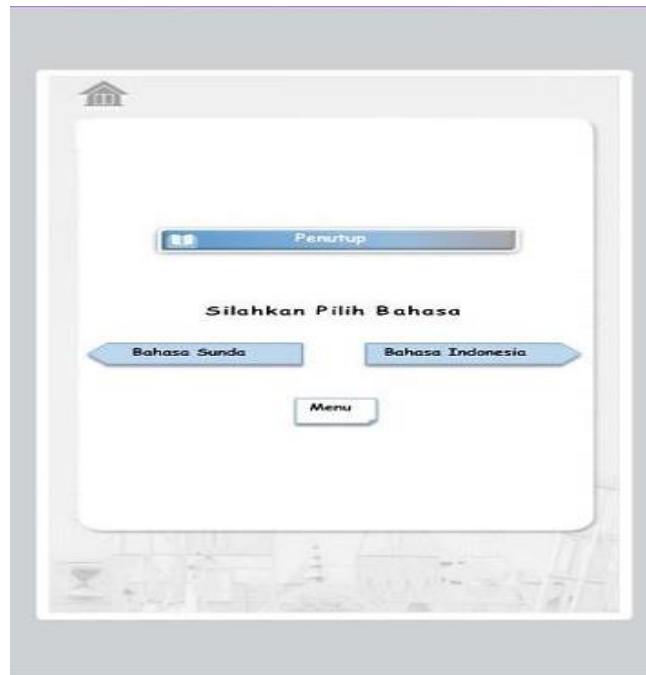 Penutup
Silahkan Pilih Bahasa
Bahasa Sunda
Bahasa Indonesia
Menu